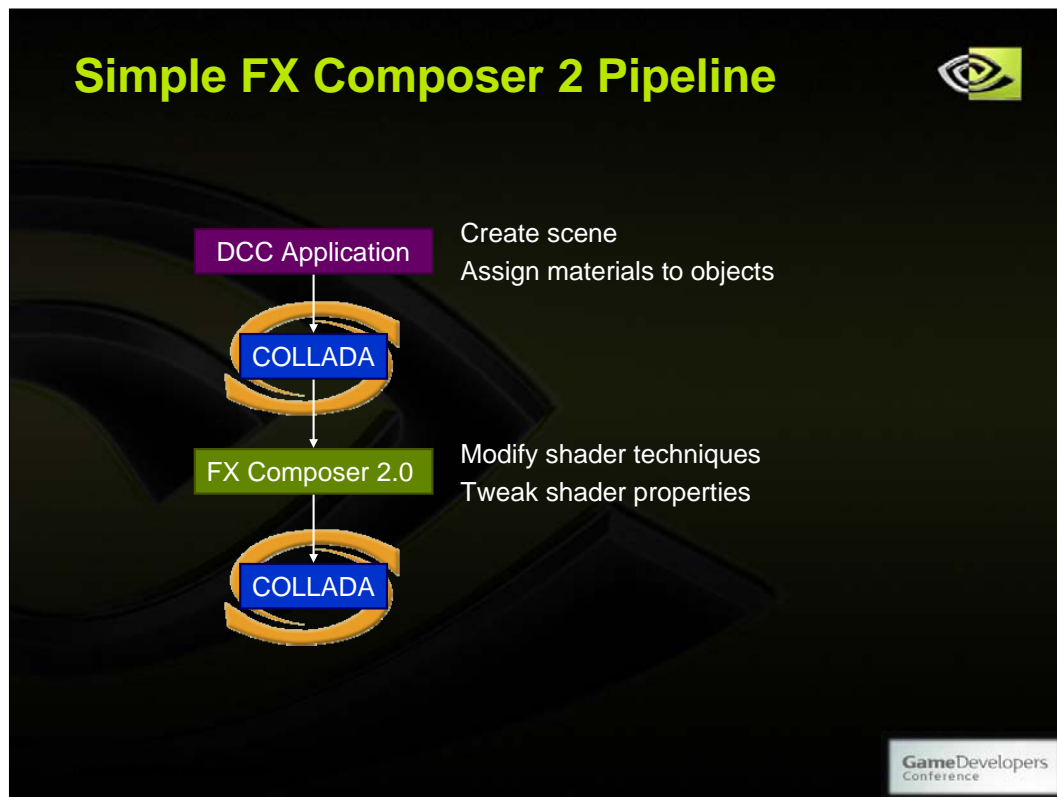 Simple FX Composer 2 Pipeline
DCC Application
Create scene
Assign materials to objects
COLLADA
FX Composer 2.0
Modify shader techniques
Tweak shader properties
COLLADA
GameDevelopers
Conference